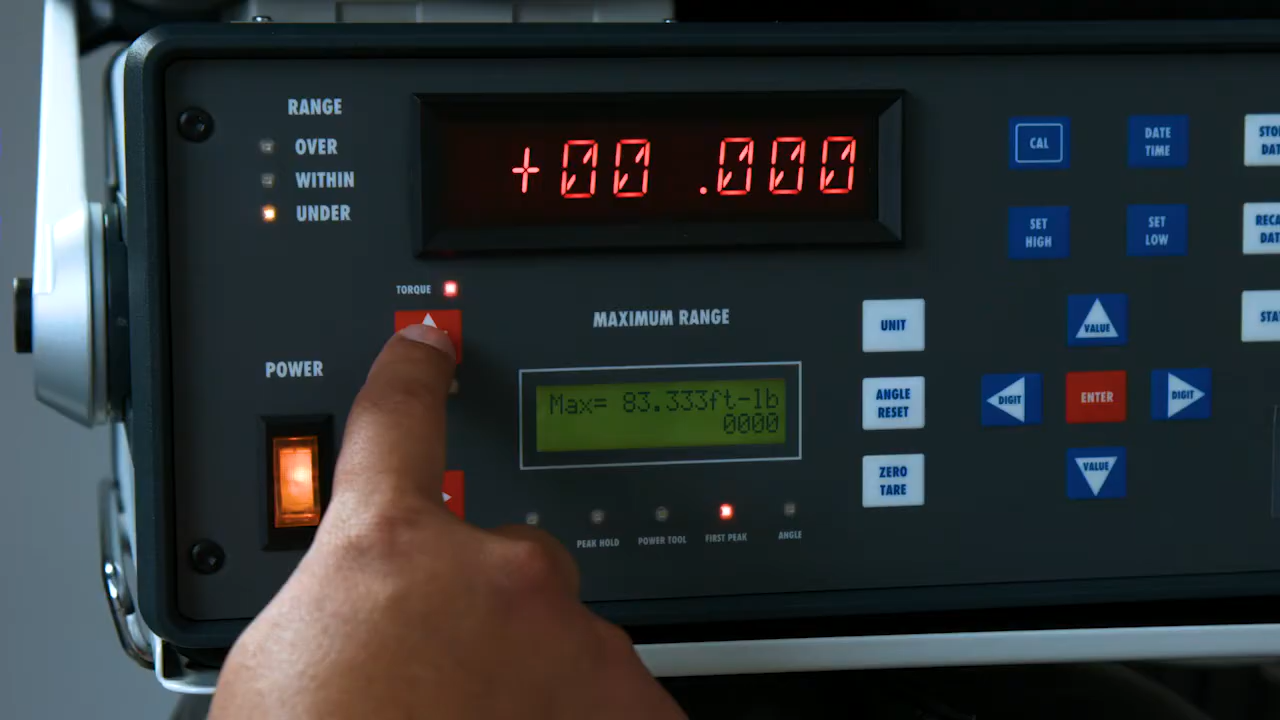 RANGE
OVER
WITHIN
UNDER
+00 .000
CAL
DATE
TIME
SET
HIGH
SET
LOW
TORQUE
MAXIMUM RANGE
POWER
Max= 83.333ft-lb
0000
UNIT
ANGLE
RESET
ZERO
TARE
VALUE
DIGIT
ENTER
DIGIT
VALUE
PEAK HOLD
POWER TOOL
FIRST PEAK
ANGLE